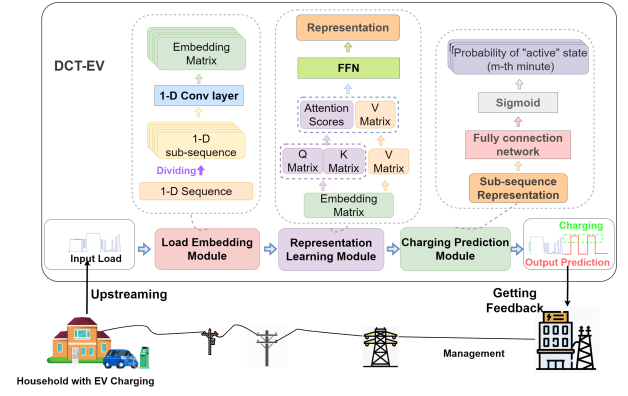 DCT-EV
Embedding
Matrix
1-D Conv layer
1-D
sub-sequence
Dividing
1-D Sequence
Representation
FFN
Attention
Scores
V
Matrix
Q
Matrix
K
Matrix
V
Matrix
Embedding
Matrix
Probability of "active" state
(m-th minute)
Sigmoid
Fully connection
network
Sub-sequence
Representation
Input Load
Load Embedding
Module
Representation
Learning Module
Charging Prediction
Module
Charging
Output Prediction
Upstreaming
Getting
Feedback
Management
Household with EV Charging